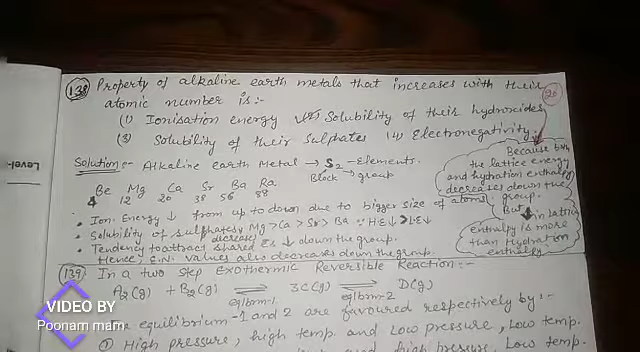 138 Property of alkaline earth metals that increases with their
atomic number is:-
(1) Ionisation energy (2) Solubility of their hydroxides
(3) Solubility of their Sulphates (4) Electronegativity.
20
Solution:- Alkaline earth Metal → S2 - Elements.
Block → group
Be Mg Ca Sr Ba Ra
4 12 20 38 56 88
• Ion. Energy ↓ from up to down due to bigger size of atoms.
• Solubility of sulphates Mg > Ca > Sr > Ba ∵ H.E↓ > L.E↓
decreases
• Tendency to attract shared ↓ down the group.
Hence, E.N. values also decreases down the group.
Because both
the lattice energy
and hydration enthalpy
decreases down the
group.
But ↓ in lattice
enthalpy is more
than Hydration
enthalpy
Level-
139 In a two step Exothermic Reversible Reaction:-
A2(g) + B2(g) ⇌ 3C(g) ⇌ D(g)
eqlbrm-1 eqlbrm-2
equilibrium-1 and 2 are favoured respectively by:-
① High pressure, high temp. and Low pressure, Low temp.
and high pressure, Low temp.
VIDEO BY
Poonam mam